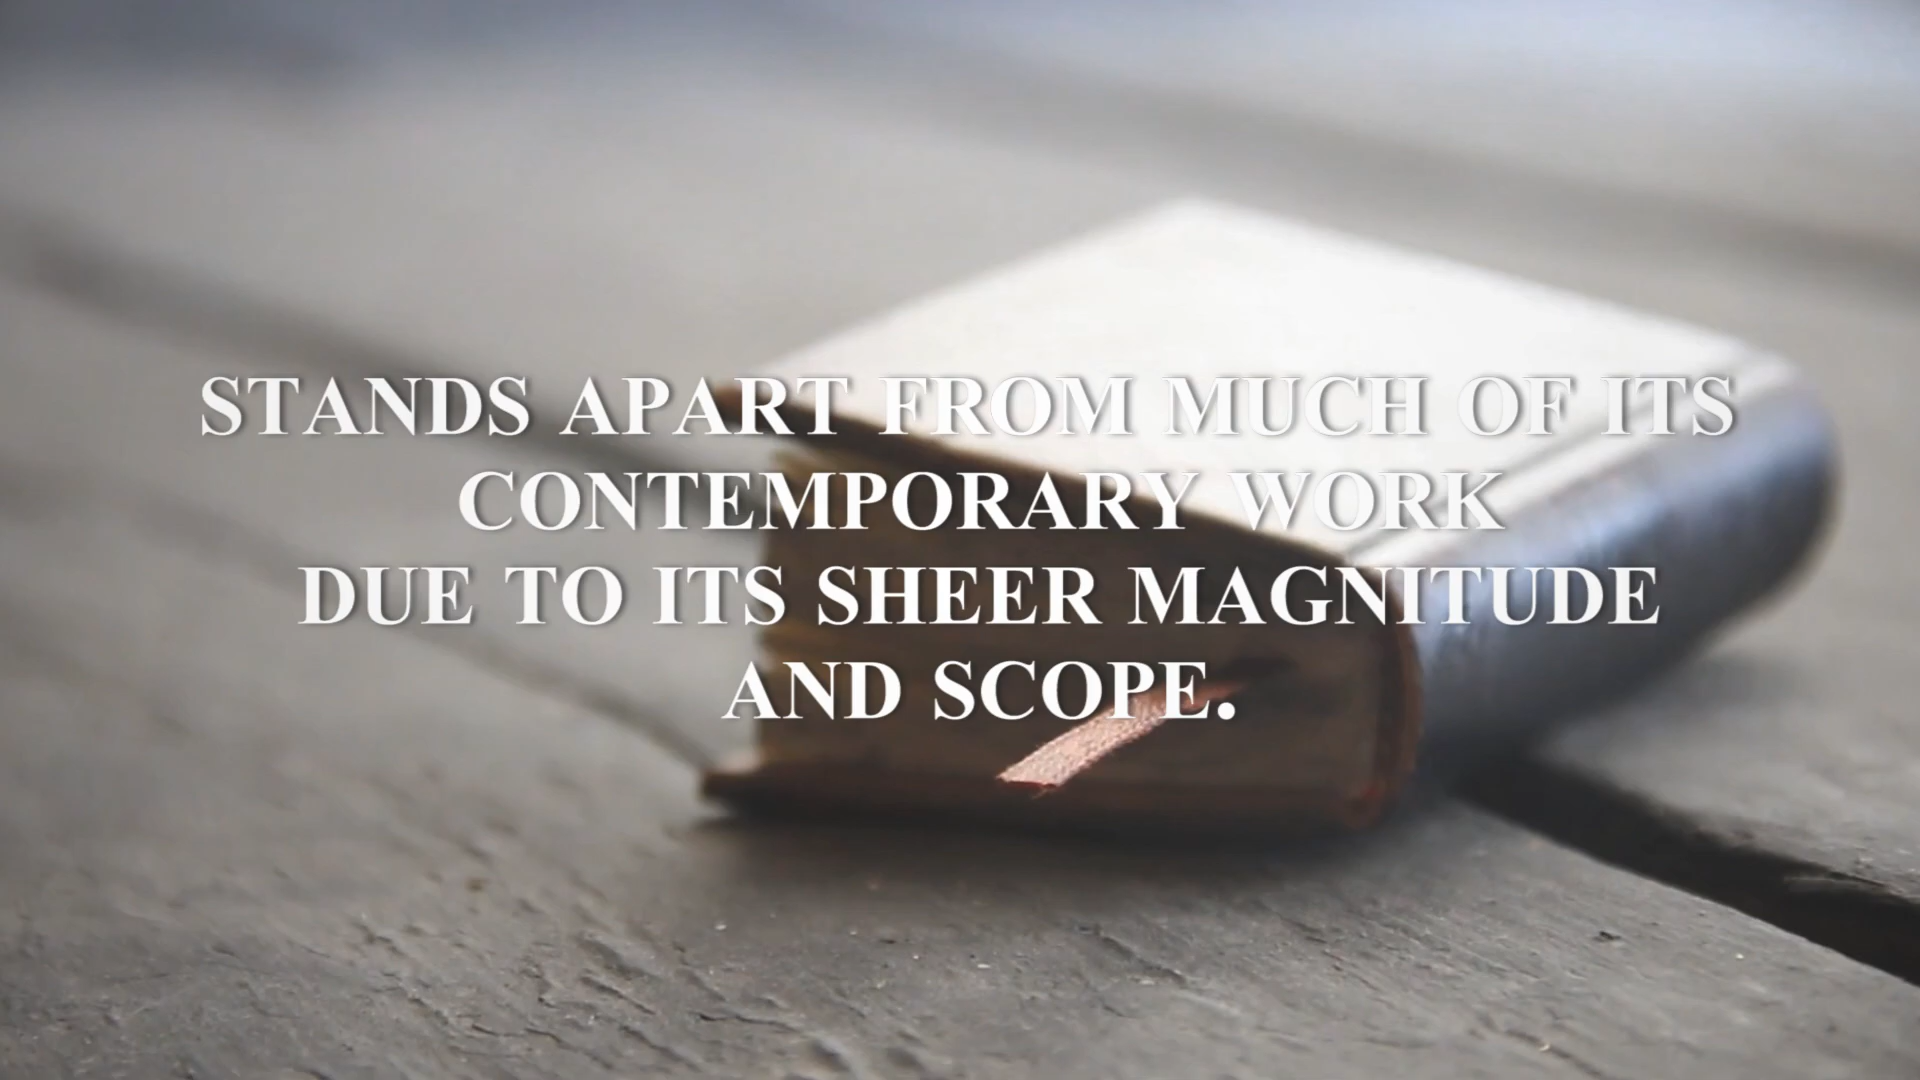 STANDS APART FROM MUCH OF ITS
CONTEMPORARY WORK
DUE TO ITS SHEER MAGNITUDE
AND SCOPE.